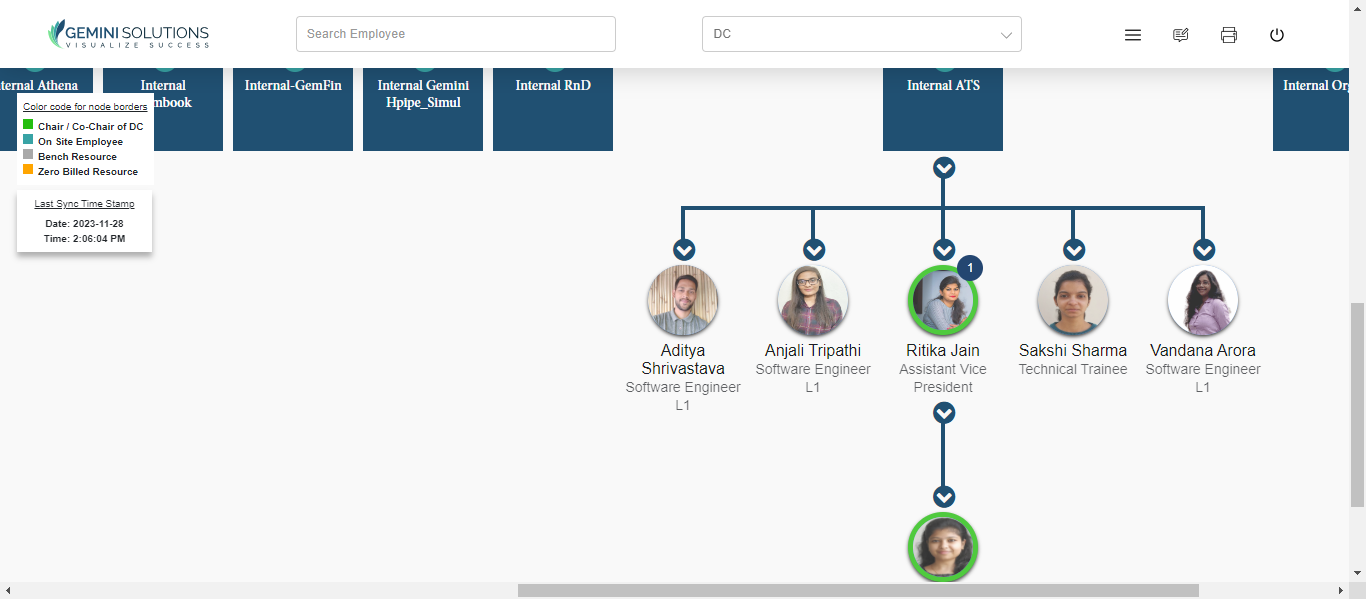 GEMINI SOLUTIONS
VISUALIZE SUCCESS
Search Employee
DC
Internal
Internal-GemFin
Internal Gemini
Hpipe_Simul
Internal RnD
Internal ATS
Internal
Athena
Color code for node borders
Chair / Co-Chair of DC
On Site Employee
Bench Resource
Zero Billed Resource
Last Sync Time Stamp
Date: 2023-11-28
Time: 2:06:04 PM
1
Aditya
Shrivastava
Software Engineer
L1
Anjali Tripathi
Software Engineer
L1
Ritika Jain
Assistant Vice
President
Sakshi Sharma
Technical Trainee
Vandana Arora
Software Engineer
L1